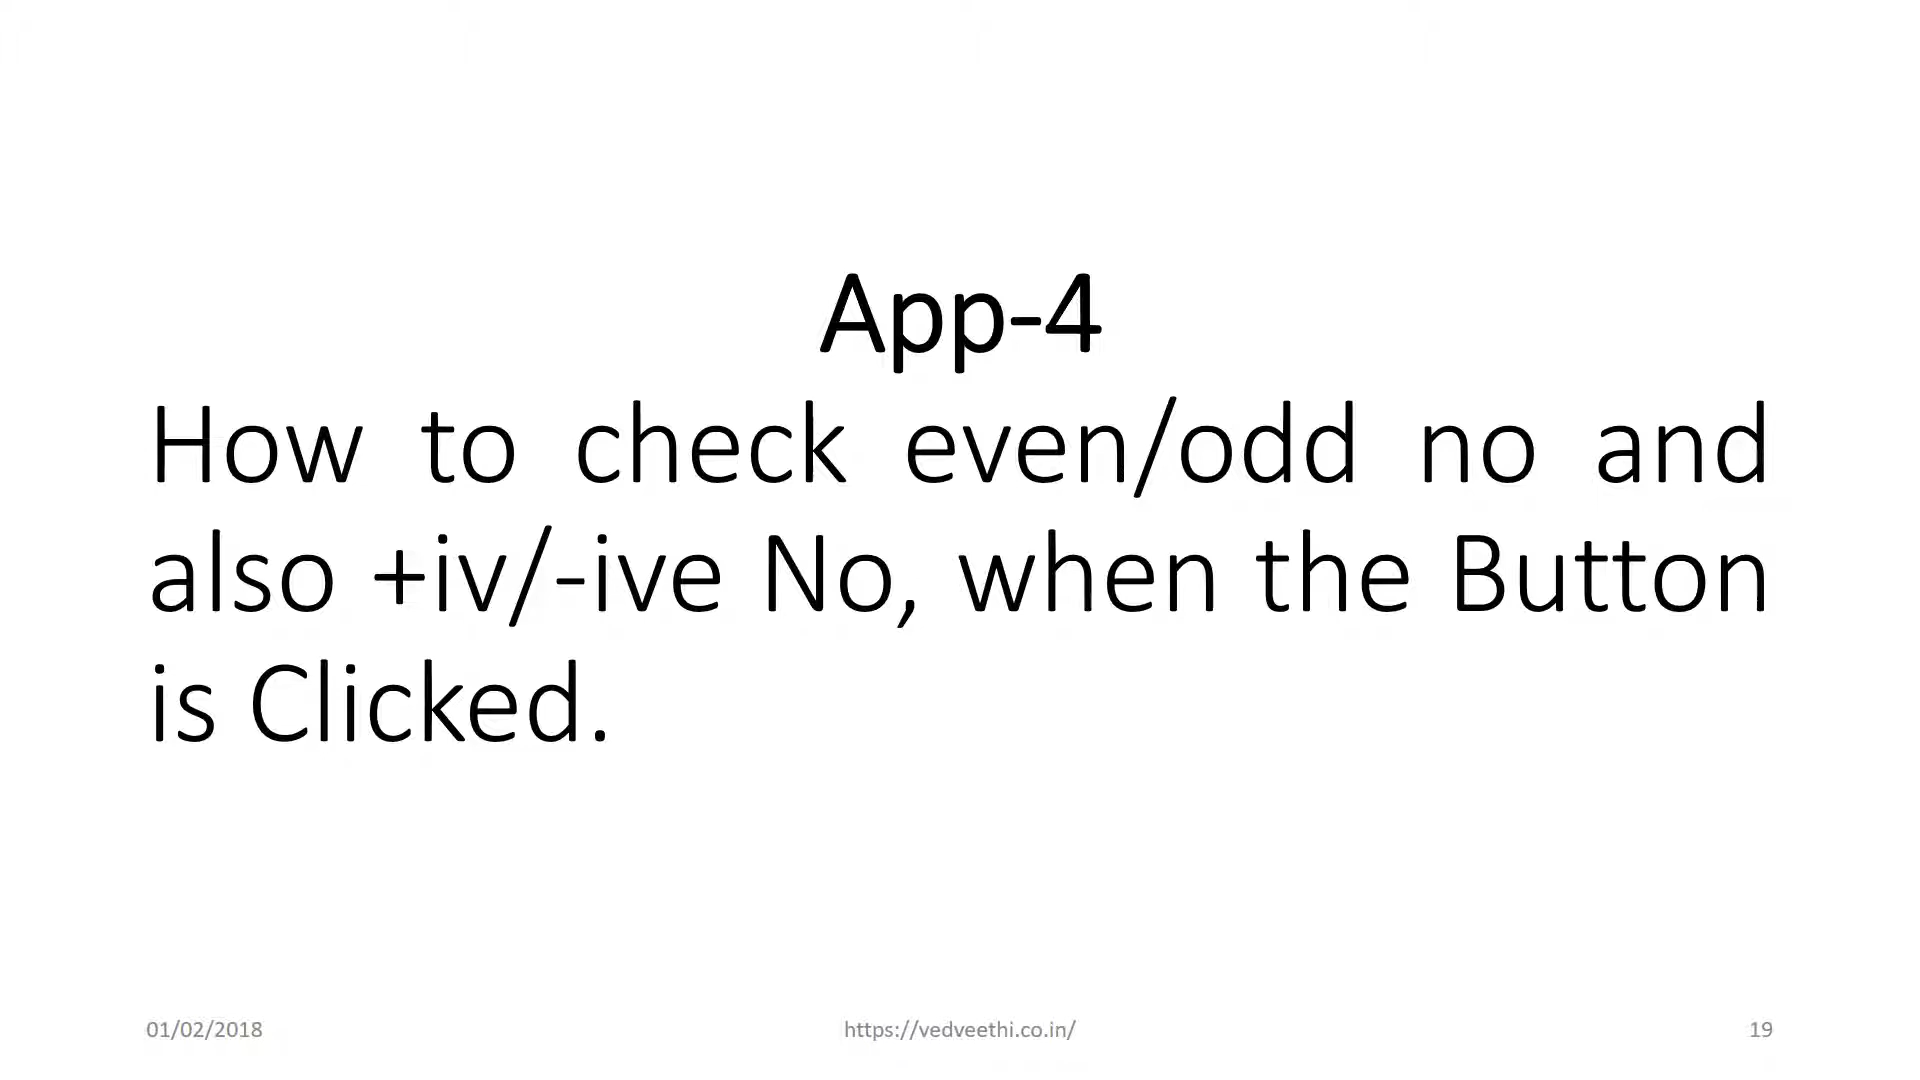 App-4
How to check even/odd no and
also +iv/-ive No, when the Button
is Clicked.
01/02/2018
https://vedveethi.co.in/
19